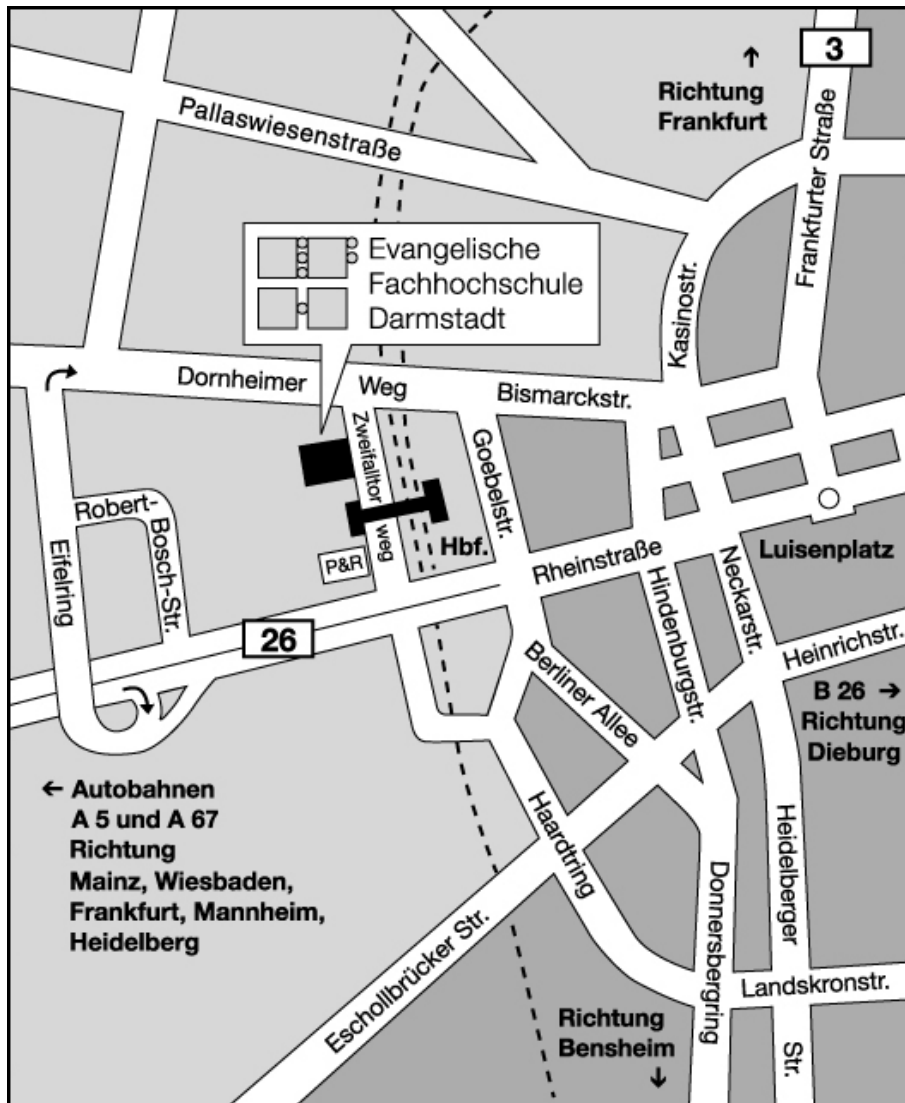 3
Richtung
Frankfurt
Pallaswiesenstraße
Frankfurter Straße
Evangelische
Fachhochschule
Darmstadt
Kasinostr.
Dornheimer Weg
Bismarckstr.
Zweifalltorweg
Goebelstr.
Robert-Bosch-Str.
Eifelring
Hbf.
P&R
Rheinstraße
Luisenplatz
Hindenburgstr.
Neckarstr.
26
Heinrichstr.
Berliner Allee
B 26 →
Richtung
Dieburg
← Autobahnen
A 5 und A 67
Richtung
Mainz, Wiesbaden,
Frankfurt, Mannheim,
Heidelberg
Haardtring
Heidelberger Str.
Donnersbergring
Eschollbrücker Str.
Landskronstr.
Richtung
Bensheim